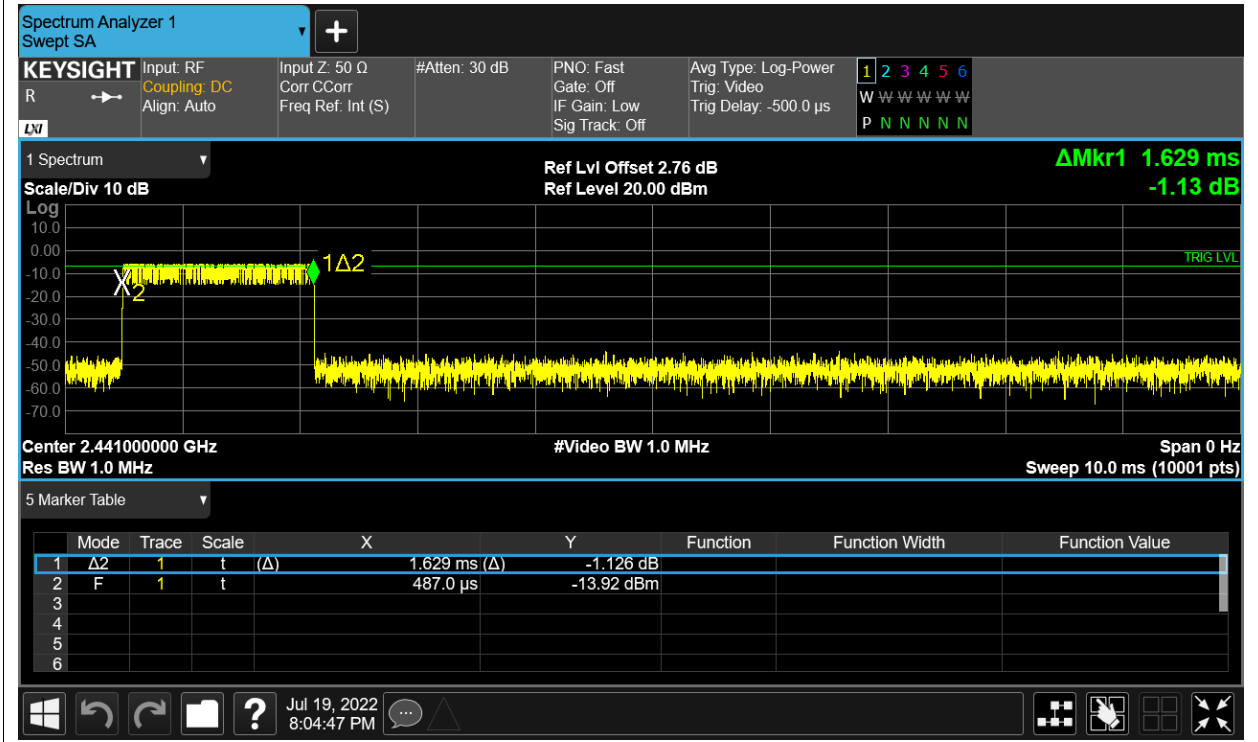 Spectrum Analyzer 1
Swept SA
KEYSIGHT
R
LXI
Input: RF
Coupling: DC
Align: Auto
Input Z: 50 Ω
Corr CCorr
Freq Ref: Int (S)
#Atten: 30 dB
PNO: Fast
Gate: Off
IF Gain: Low
Sig Track: Off
Avg Type: Log-Power
Trig: Video
Trig Delay: -500.0 µs
1 2 3 4 5 6
W W W W W W
P N N N N N
1 Spectrum
Scale/Div 10 dB
Ref Lvl Offset 2.76 dB
Ref Level 20.00 dBm
ΔMkr1 1.629 ms
-1.13 dB
Log
10.0
0.00
-10.0
-20.0
-30.0
-40.0
-50.0
-60.0
-70.0
1Δ2
X2
TRIG LVL
Center 2.441000000 GHz
#Video BW 1.0 MHz
Span 0 Hz
Res BW 1.0 MHz
Sweep 10.0 ms (10001 pts)
5 Marker Table
Mode Trace Scale X Y Function Function Width Function Value
1 Δ2 1 t (Δ) 1.629 ms (Δ) -1.126 dB
2 F 1 t 487.0 µs -13.92 dBm
3
4
5
6
?
Jul 19, 2022
8:04:47 PM